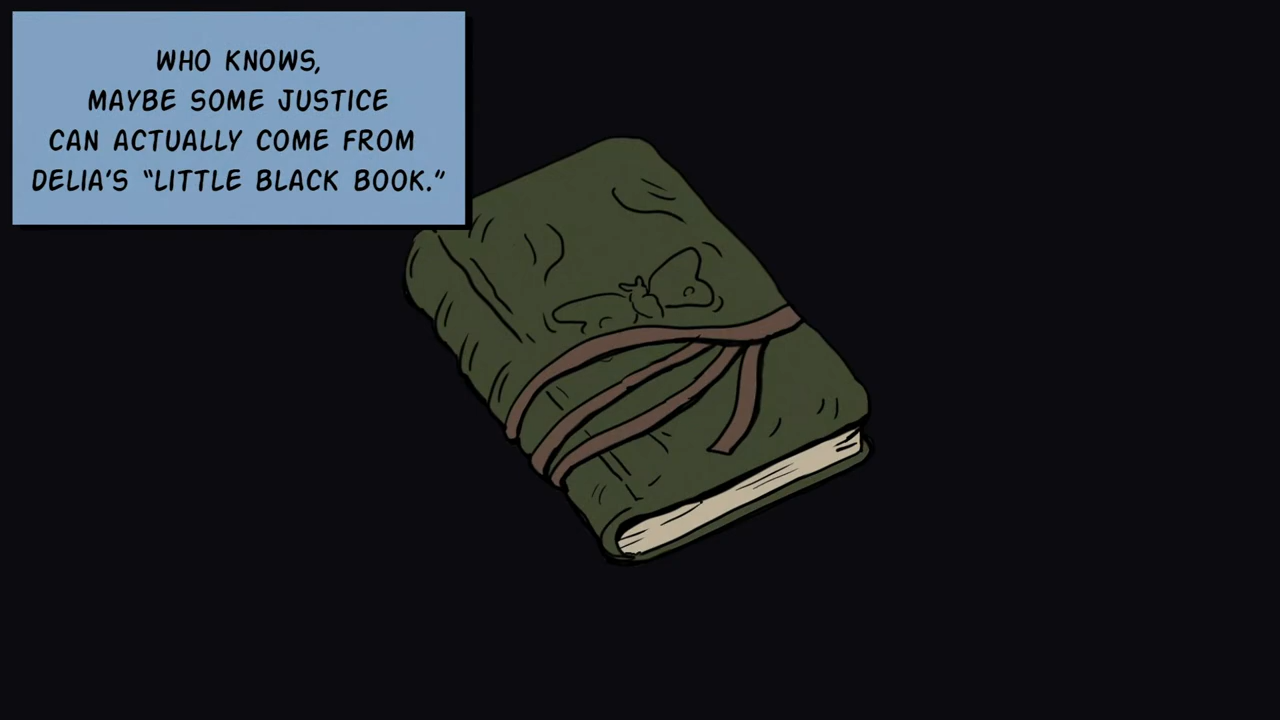 WHO KNOWS,
MAYBE SOME JUSTICE
CAN ACTUALLY COME FROM
DELIA'S “LITTLE BLACK BOOK.”